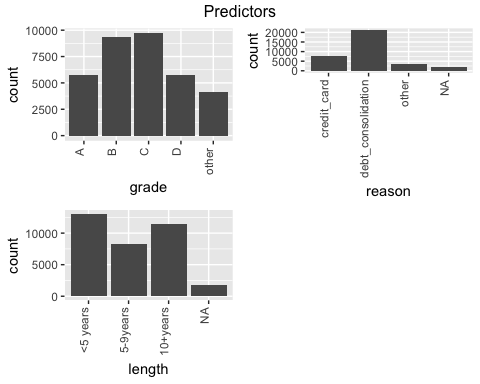 Predictors
count
10000
7500
5000
2500
0
A
B
C
D
other
grade
count
20000
15000
10000
5000
0
credit_card
debt_consolidation
other
NA
reason
count
10000
5000
0
<5 years
5-9years
10+years
NA
length